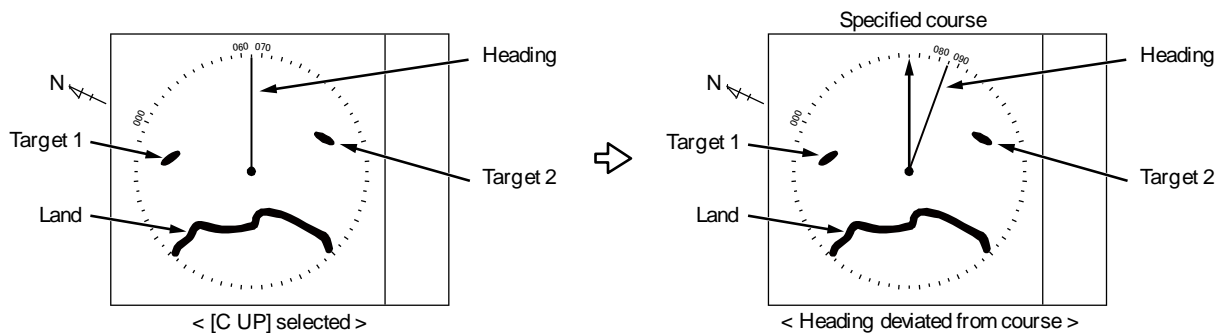 Specified course
060 070
Heading
N
000
Target 1
Target 2
Land
< [C UP] selected >
080 090
Heading
N
000
Target 1
Target 2
Land
< Heading deviated from course >